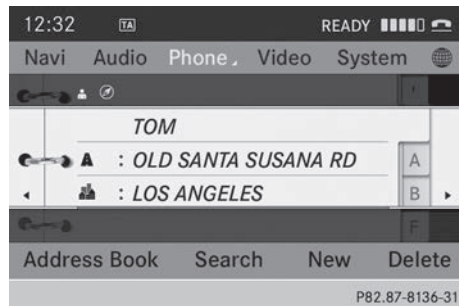 12:32 TA READY
Navi Audio Phone Video System
TOM
A : OLD SANTA SUSANA RD A
: LOS ANGELES B
F
Address Book Search New Delete
P82.87-8136-31